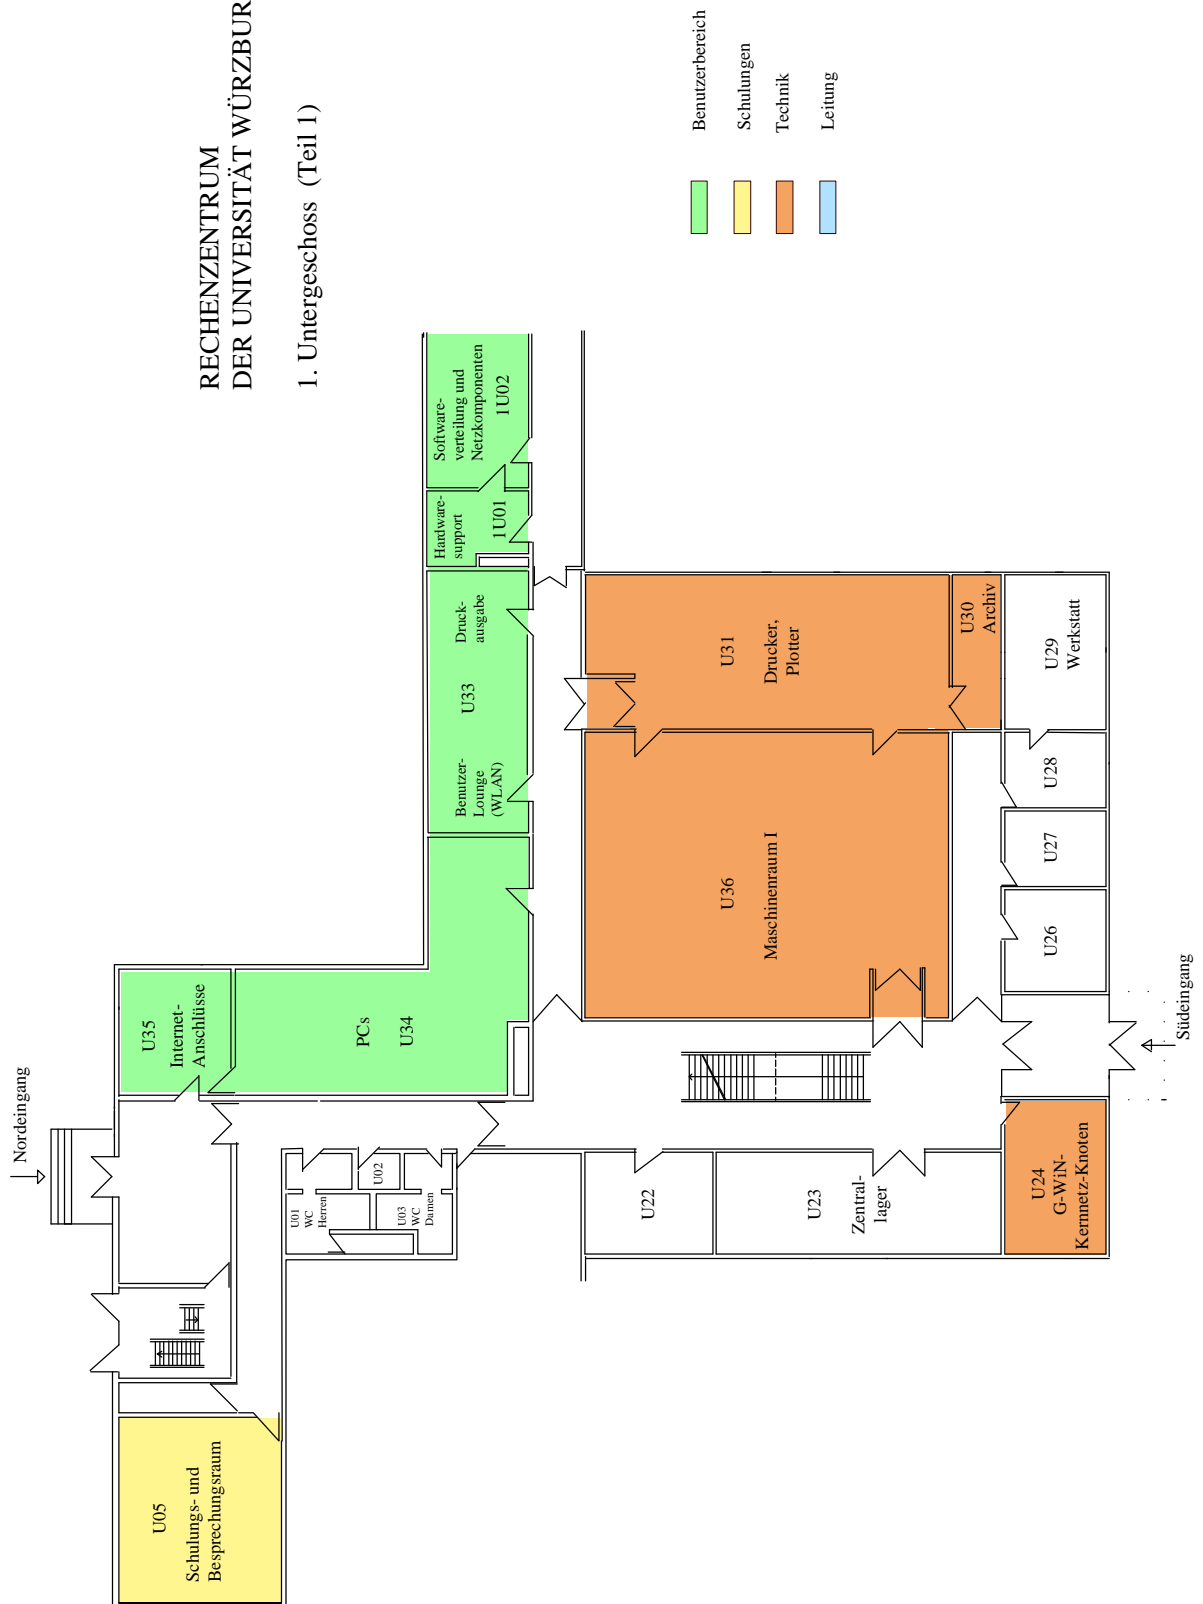 RECHENZENTRUM
DER UNIVERSITÄT WÜRZBUR
1. Untergeschoss (Teil 1)
Benutzerbereich
Schulungen
Technik
Leitung
Nordeingang
U05
Schulungs- und
Besprechungsraum
U35
Internet-
Anschlüsse
PCs
U34
U01
WC
Herren
U02
U03
WC
Damen
Benutzer-
Lounge
(WLAN)
U33
Druck-
ausgabe
Hardware-
support
1U01
Software-
verteilung und
Netzkomponenten
1U02
U22
U23
Zentral-
lager
U24
G-WiN-
Kernnetz-Knoten
U36
Maschinenraum I
U31
Drucker,
Plotter
U30
Archiv
U29
Werkstatt
U28
U27
U26
Südeingang